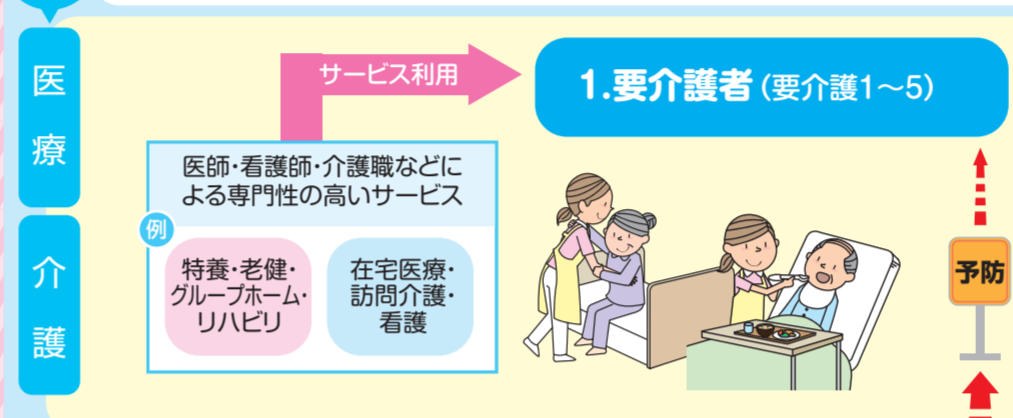 医療
介護
サービス利用
1.要介護者（要介護1～5）
医師・看護師・介護職などに
よる専門性の高いサービス
例
特養・老健・
グループホーム・
リハビリ
在宅医療・
訪問介護・
看護
予防